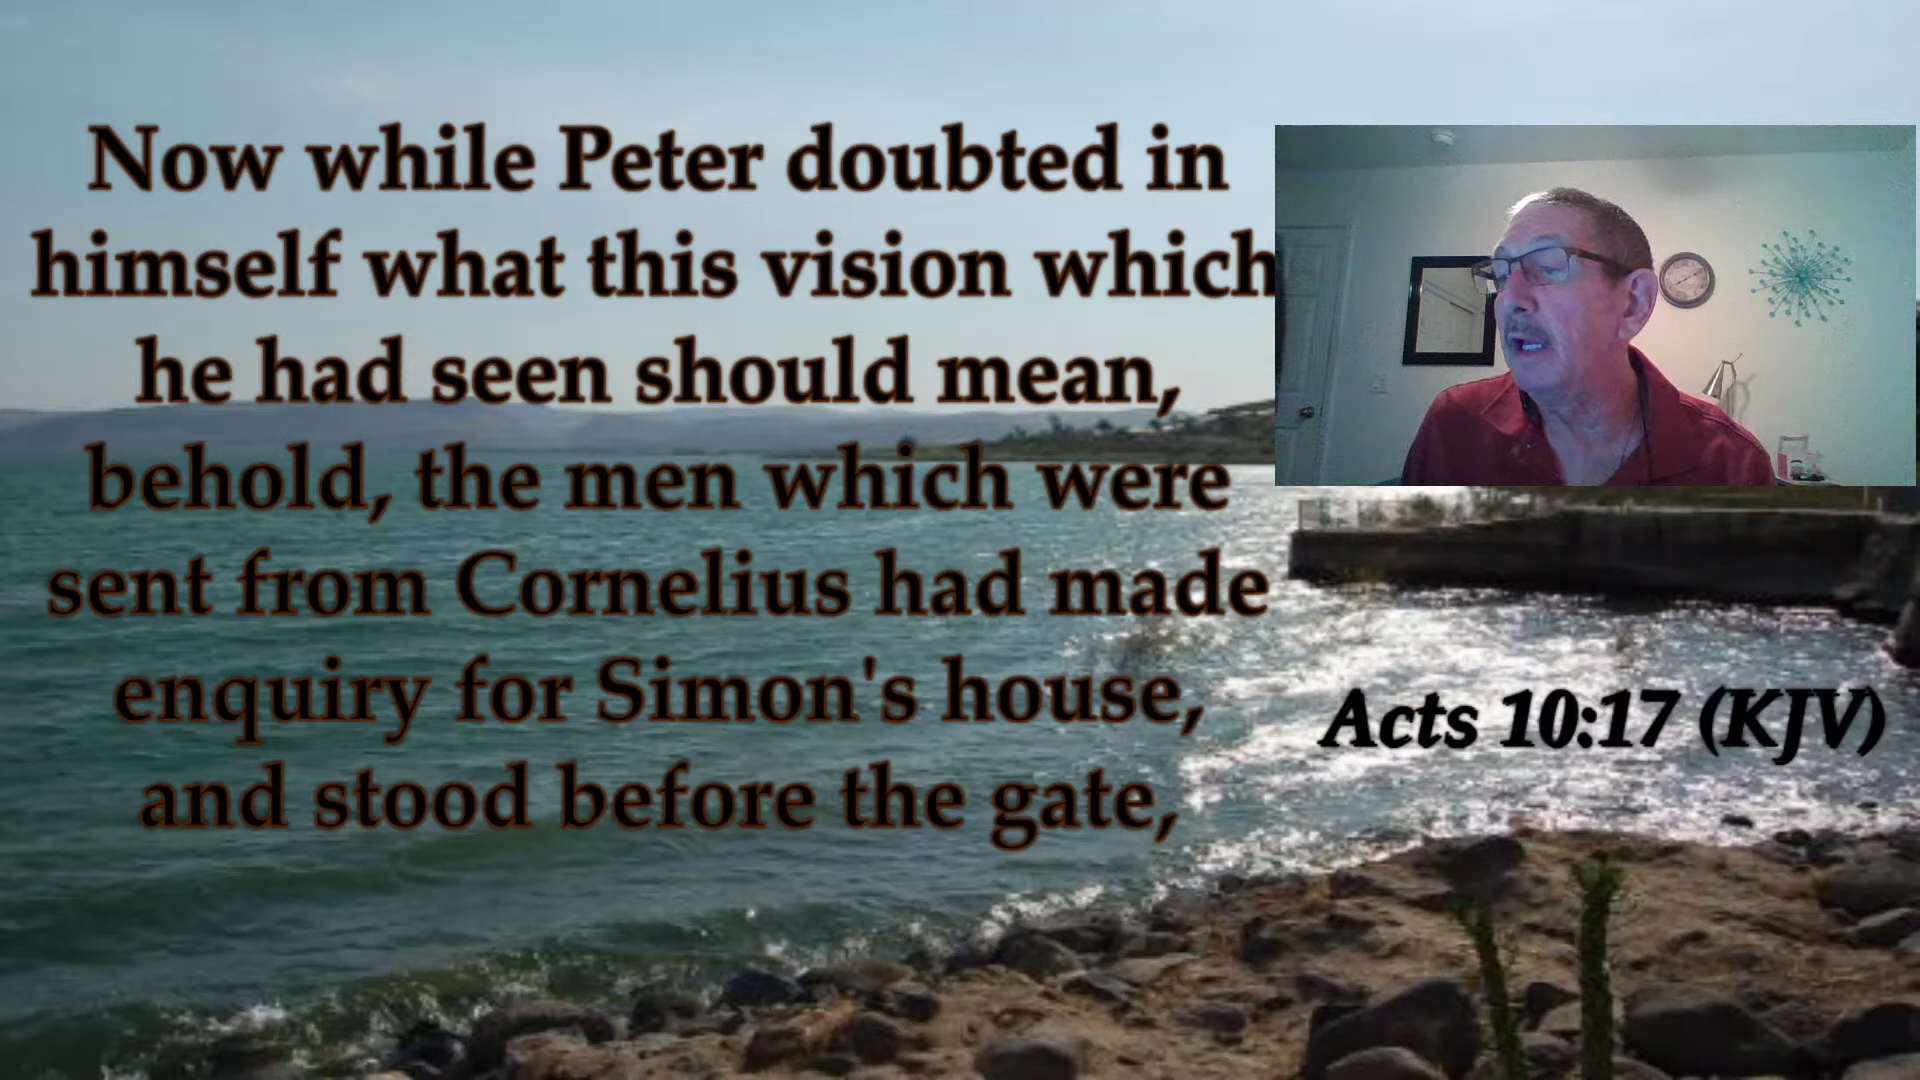 Now while Peter doubted in
himself what this vision which
he had seen should mean,
behold, the men which were
sent from Cornelius had made
enquiry for Simon's house,
and stood before the gate,
Acts 10:17 (KJV)